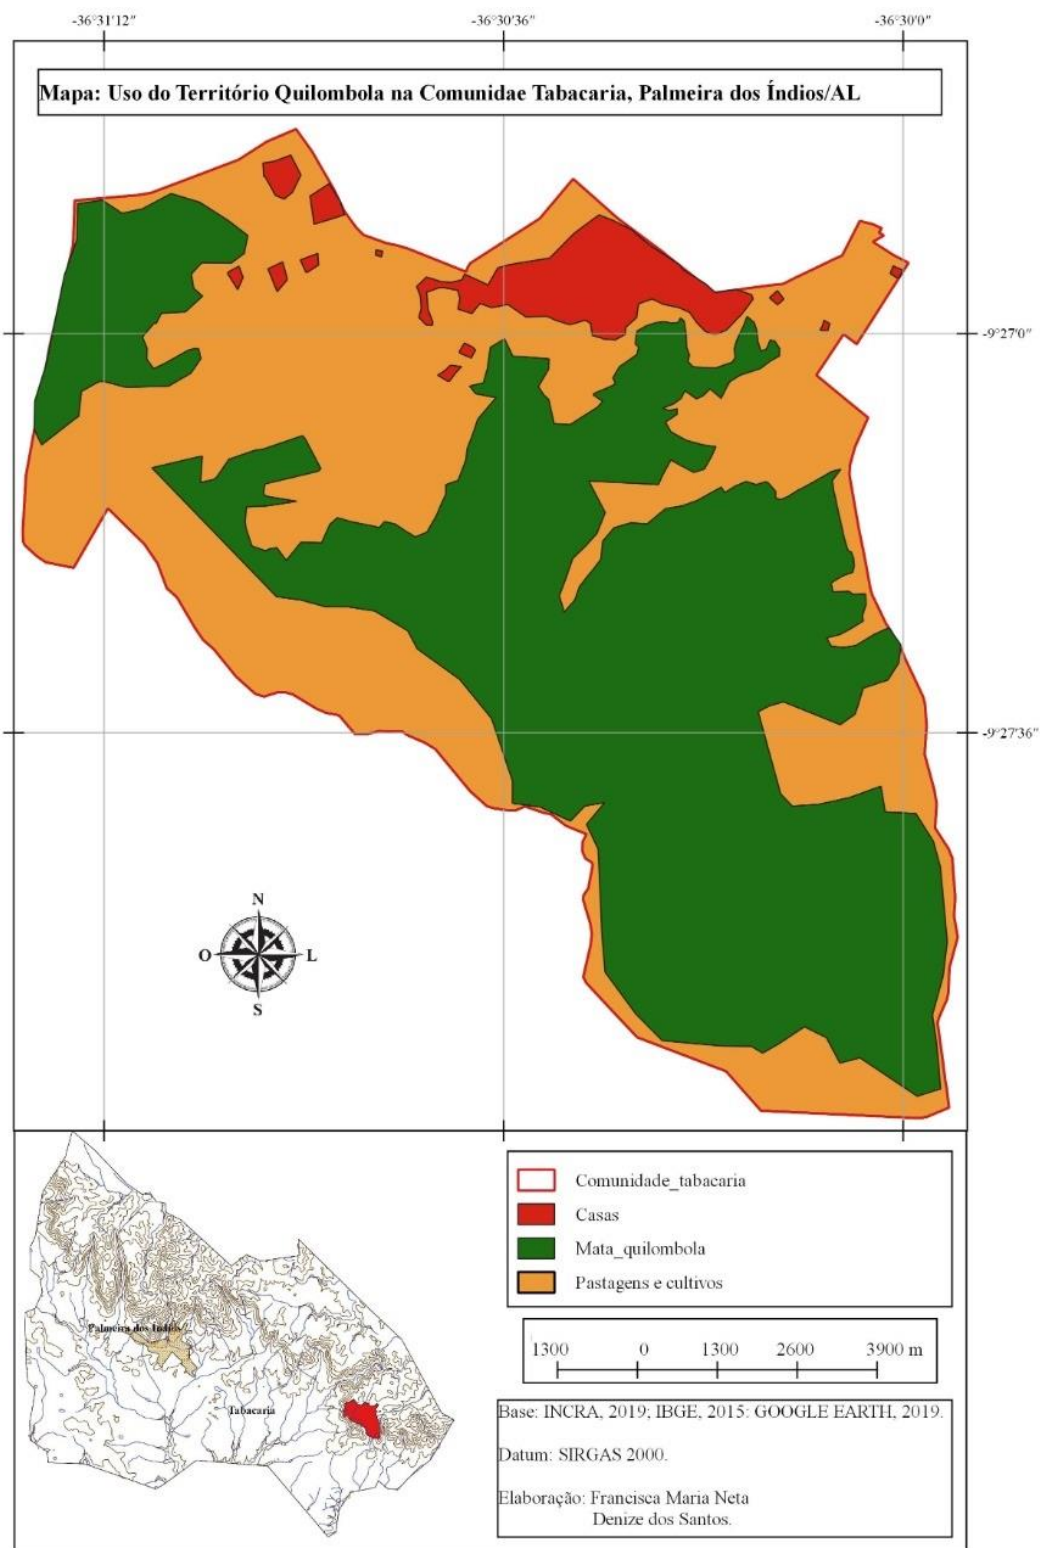 -36°31'12"
-36°30'36"
-36°30'0"
Mapa: Uso do Território Quilombola na Comunidae Tabacaria, Palmeira dos Índios/AL
-9°27'0"
-9°27'36"
N
O
L
S
Comunidade_tabacaria
Casas
Mata_quilombola
Pastagens e cultivos
Palmeira dos Índios
Tabacaria
1300 0 1300 2600 3900 m
Base: INCRA, 2019; IBGE, 2015: GOOGLE EARTH, 2019.
Datum: SIRGAS 2000.
Elaboração: Francisca Maria Neta
Denize dos Santos.